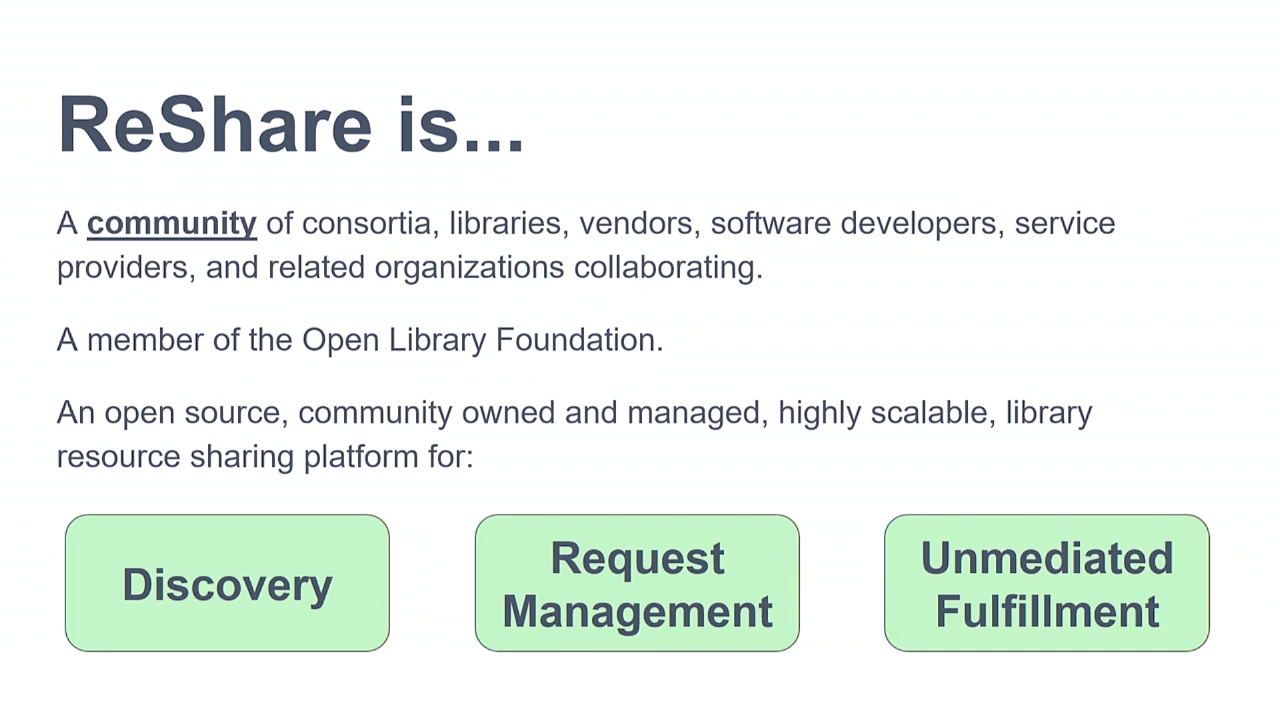 ReShare is...
A community of consortia, libraries, vendors, software developers, service
providers, and related organizations collaborating.
A member of the Open Library Foundation.
An open source, community owned and managed, highly scalable, library
resource sharing platform for:
Discovery
Request
Management
Unmediated
Fulfillment